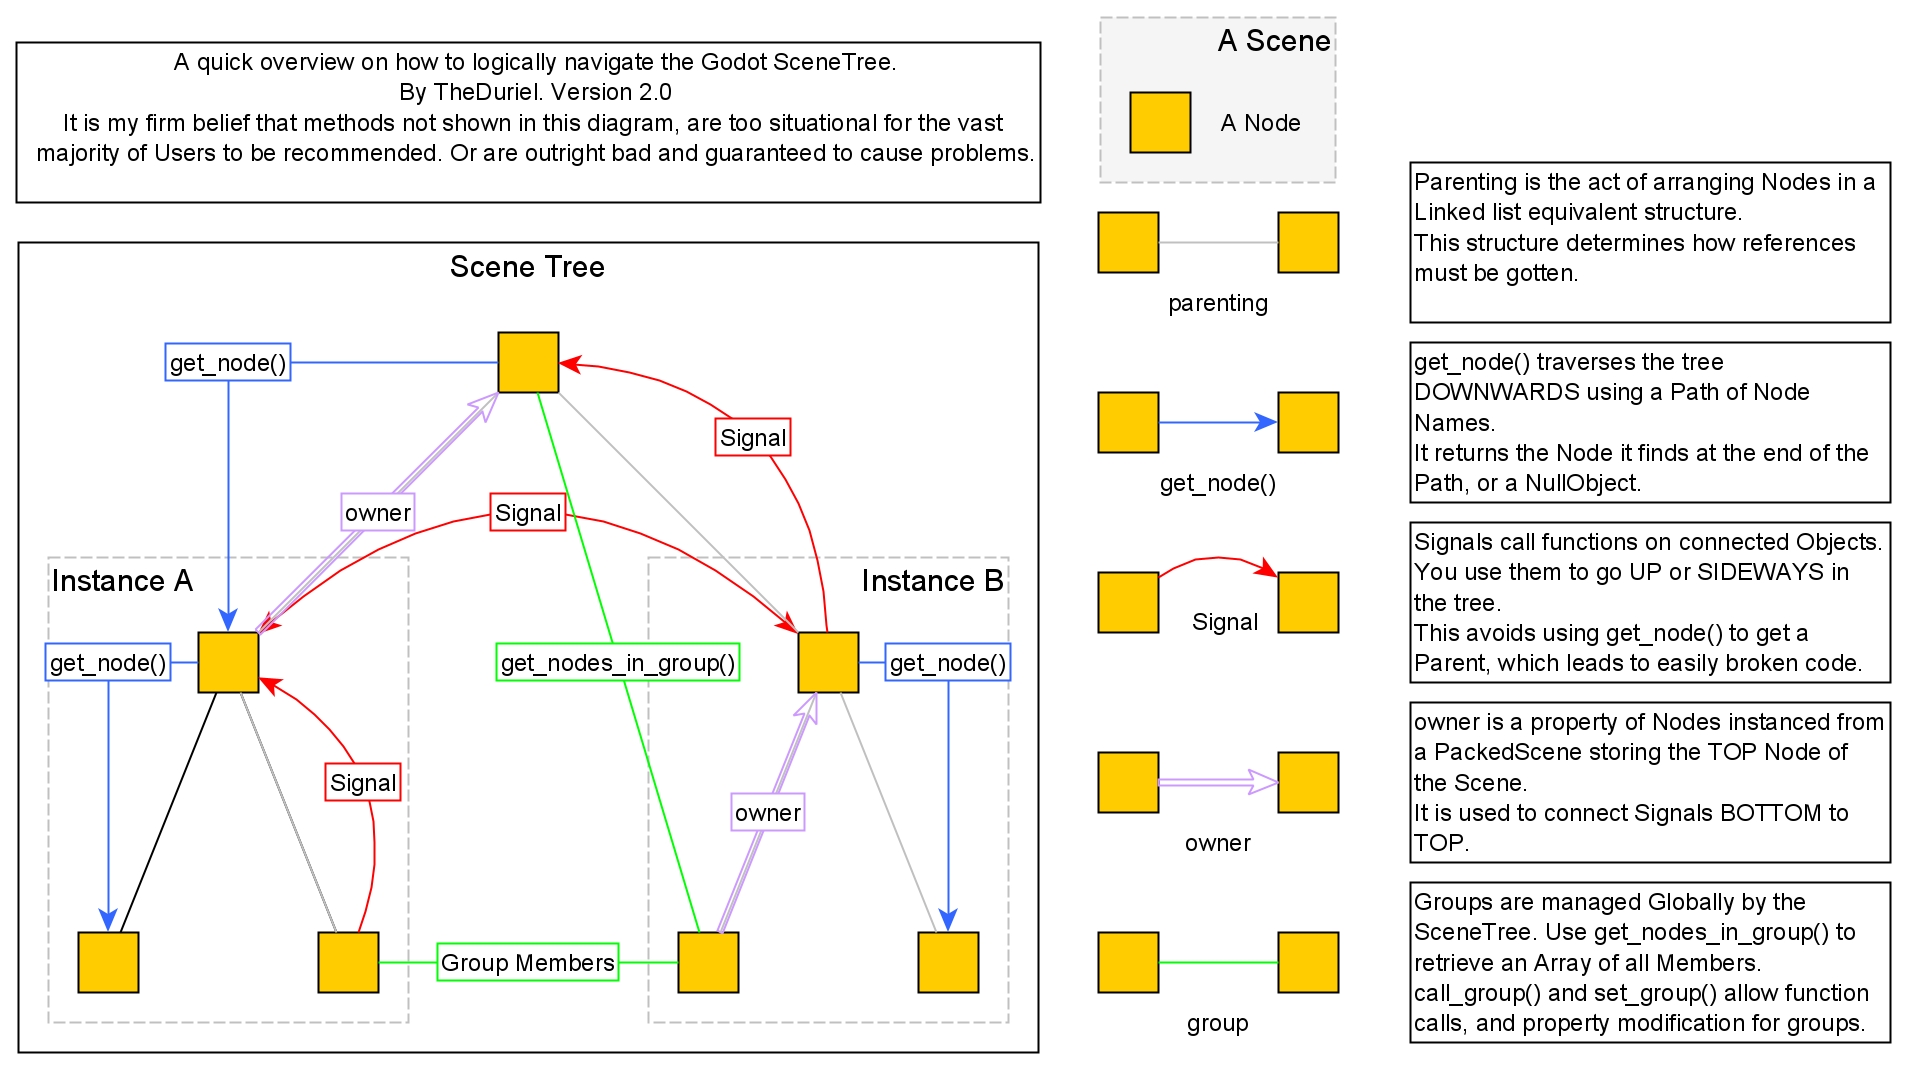 A quick overview on how to logically navigate the Godot SceneTree.
By TheDuriel. Version 2.0
It is my firm belief that methods not shown in this diagram, are too situational for the vast
majority of Users to be recommended. Or are outright bad and guaranteed to cause problems.
Scene Tree
get_node()
Signal
owner
Signal
Instance A
Instance B
get_node()
get_nodes_in_group()
get_node()
Signal
owner
Group Members
A Scene
A Node
parenting
get_node()
Signal
owner
group
Parenting is the act of arranging Nodes in a
Linked list equivalent structure.
This structure determines how references
must be gotten.
get_node() traverses the tree
DOWNWARDS using a Path of Node
Names.
It returns the Node it finds at the end of the
Path, or a NullObject.
Signals call functions on connected Objects.
You use them to go UP or SIDEWAYS in
the tree.
This avoids using get_node() to get a
Parent, which leads to easily broken code.
owner is a property of Nodes instanced from
a PackedScene storing the TOP Node of
the Scene.
It is used to connect Signals BOTTOM to
TOP.
Groups are managed Globally by the
SceneTree. Use get_nodes_in_group() to
retrieve an Array of all Members.
call_group() and set_group() allow function
calls, and property modification for groups.